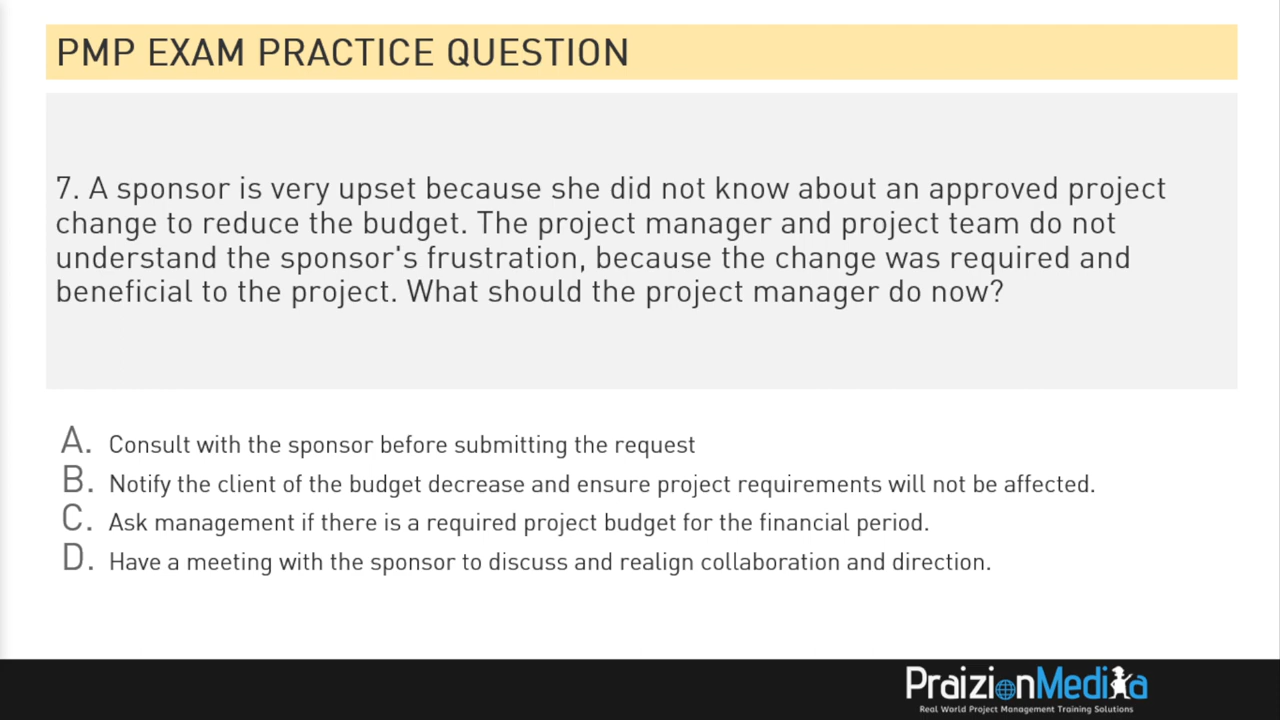 PMP EXAM PRACTICE QUESTION
7. A sponsor is very upset because she did not know about an approved project
change to reduce the budget. The project manager and project team do not
understand the sponsor's frustration, because the change was required and
beneficial to the project. What should the project manager do now?
A. Consult with the sponsor before submitting the request
B. Notify the client of the budget decrease and ensure project requirements will not be affected.
C. Ask management if there is a required project budget for the financial period.
D. Have a meeting with the sponsor to discuss and realign collaboration and direction.
PraizionMedia
Real World Project Management Training Solutions